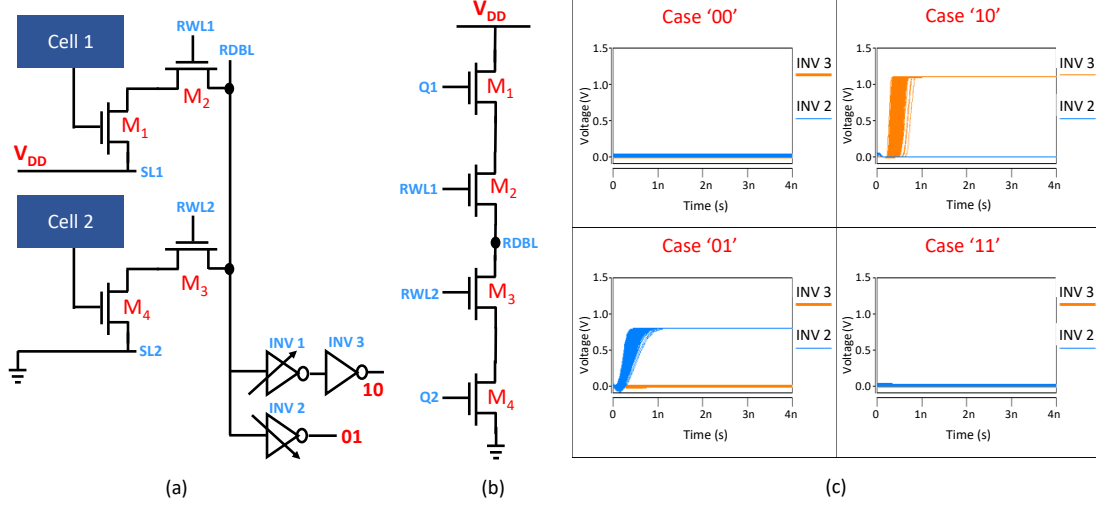 Cell 1
RWL1
RDBL
M2
M1
VDD
SL1
Cell 2
RWL2
M3
M4
SL2
INV 1
INV 3
10
INV 2
01
(a)
VDD
Q1
M1
RWL1
M2
RDBL
RWL2
M3
Q2
M4
(b)
Case ‘00’
1.5
1.0
0.5
0.0
Voltage (V)
0
1n
2n
3n
4n
Time (s)
INV 3
INV 2
Case ‘10’
1.5
1.0
0.5
0.0
Voltage (V)
0
1n
2n
3n
4n
Time (s)
INV 3
INV 2
Case ‘01’
1.5
1.0
0.5
0.0
Voltage (V)
0
1n
2n
3n
4n
Time (s)
INV 3
INV 2
Case ‘11’
1.5
1.0
0.5
0.0
Voltage (V)
0
1n
2n
3n
4n
Time (s)
INV 3
INV 2
(c)